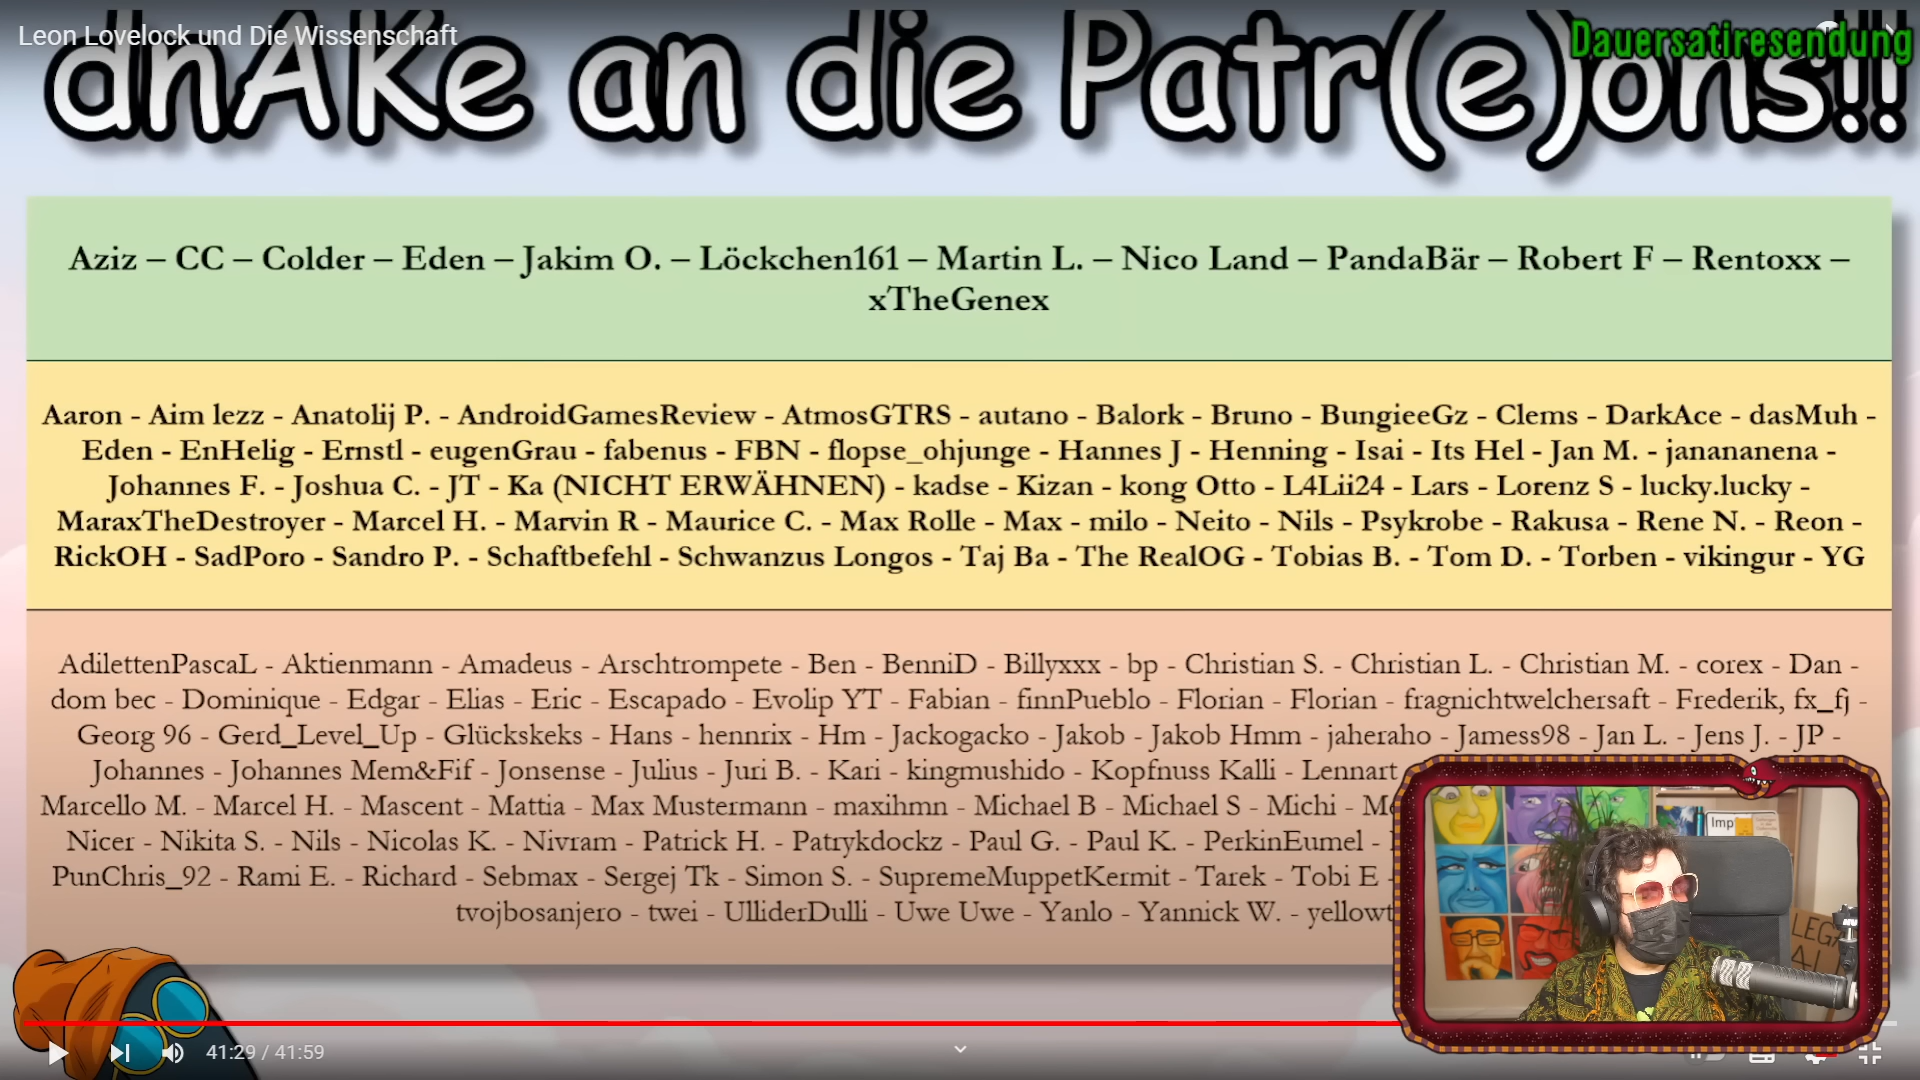 Leon Lovelock und Die Wissenschaft
Dauersatiresendung
dnAKe an die Patr(e)ons!!
Aziz – CC – Colder – Eden – Jakim O. – Löckchen161 – Martin L. – Nico Land – PandaBär – Robert F – Rentoxx –
xTheGenex
Aaron - Aim lezz - Anatolij P. - AndroidGamesReview - AtmosGTRS - autano - Balork - Bruno - BungieeGz - Clems - DarkAce - dasMuh -
Eden - EnHelig - Ernstl - eugenGrau - fabenus - FBN - flopse_ohjunge - Hannes J - Henning - Isai - Its Hel - Jan M. - janananena -
Johannes F. - Joshua C. - JT - Ka (NICHT ERWÄHNEN) - kadse - Kizan - kong Otto - L4Lii24 - Lars - Lorenz S - lucky.lucky -
MaraxTheDestroyer - Marcel H. - Marvin R - Maurice C. - Max Rolle - Max - milo - Neito - Nils - Psykrobe - Rakusa - Rene N. - Reon -
RickOH - SadPoro - Sandro P. - Schaftbefehl - Schwanzus Longos - Taj Ba - The RealOG - Tobias B. - Tom D. - Torben - vikingur - YG
AdilettenPascaL - Aktienmann - Amadeus - Arschtrompete - Ben - BenniD - Billyxxx - bp - Christian S. - Christian L. - Christian M. - corex - Dan -
dom bec - Dominique - Edgar - Elias - Eric - Escapado - Evolip YT - Fabian - finnPueblo - Florian - Florian - fragnichtwelchersaft - Frederik, fx_fj -
Georg 96 - Gerd_Level_Up - Glückskeks - Hans - hennrix - Hm - Jackogacko - Jakob - Jakob Hmm - jaheraho - Jamess98 - Jan L. - Jens J. - JP -
Johannes - Johannes Mem&Fif - Jonsense - Julius - Juri B. - Kari - kingmushido - Kopfnuss Kalli - Lennart
Marcello M. - Marcel H. - Mascent - Mattia - Max Mustermann - maxihmn - Michael B - Michael S - Michi -
Nicer - Nikita S. - Nils - Nicolas K. - Nivram - Patrick H. - Patrykdockz - Paul G. - Paul K. - PerkinEumel -
PunChris_92 - Rami E. - Richard - Sebmax - Sergej Tk - Simon S. - SupremeMuppetKermit - Tarek - Tobi E -
tvojbosanjero - twei - UlliderDulli - Uwe Uwe - Yanlo - Yannick W. -
Imp
LEGA
41:29 / 41:59